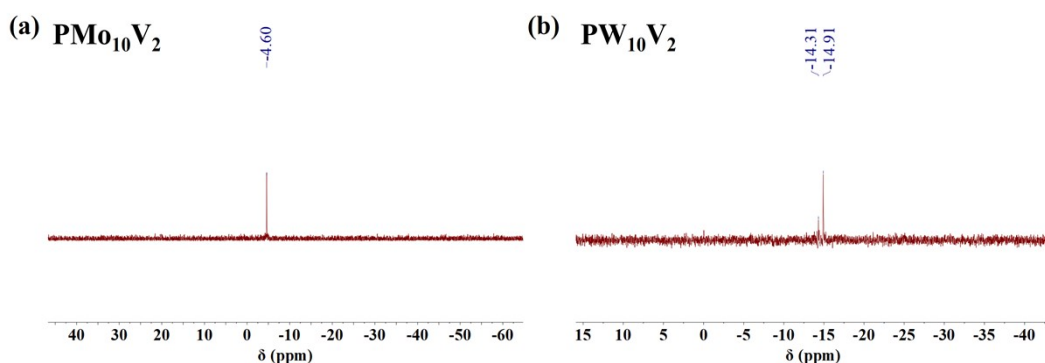 (a) PMo₁₀V₂
-4.60
40 30 20 10 0 -10 -20 -30 -40 -50 -60
δ (ppm)
(b) PW₁₀V₂
-14.31
-14.91
15 10 5 0 -5 -10 -15 -20 -25 -30 -35 -40
δ (ppm)